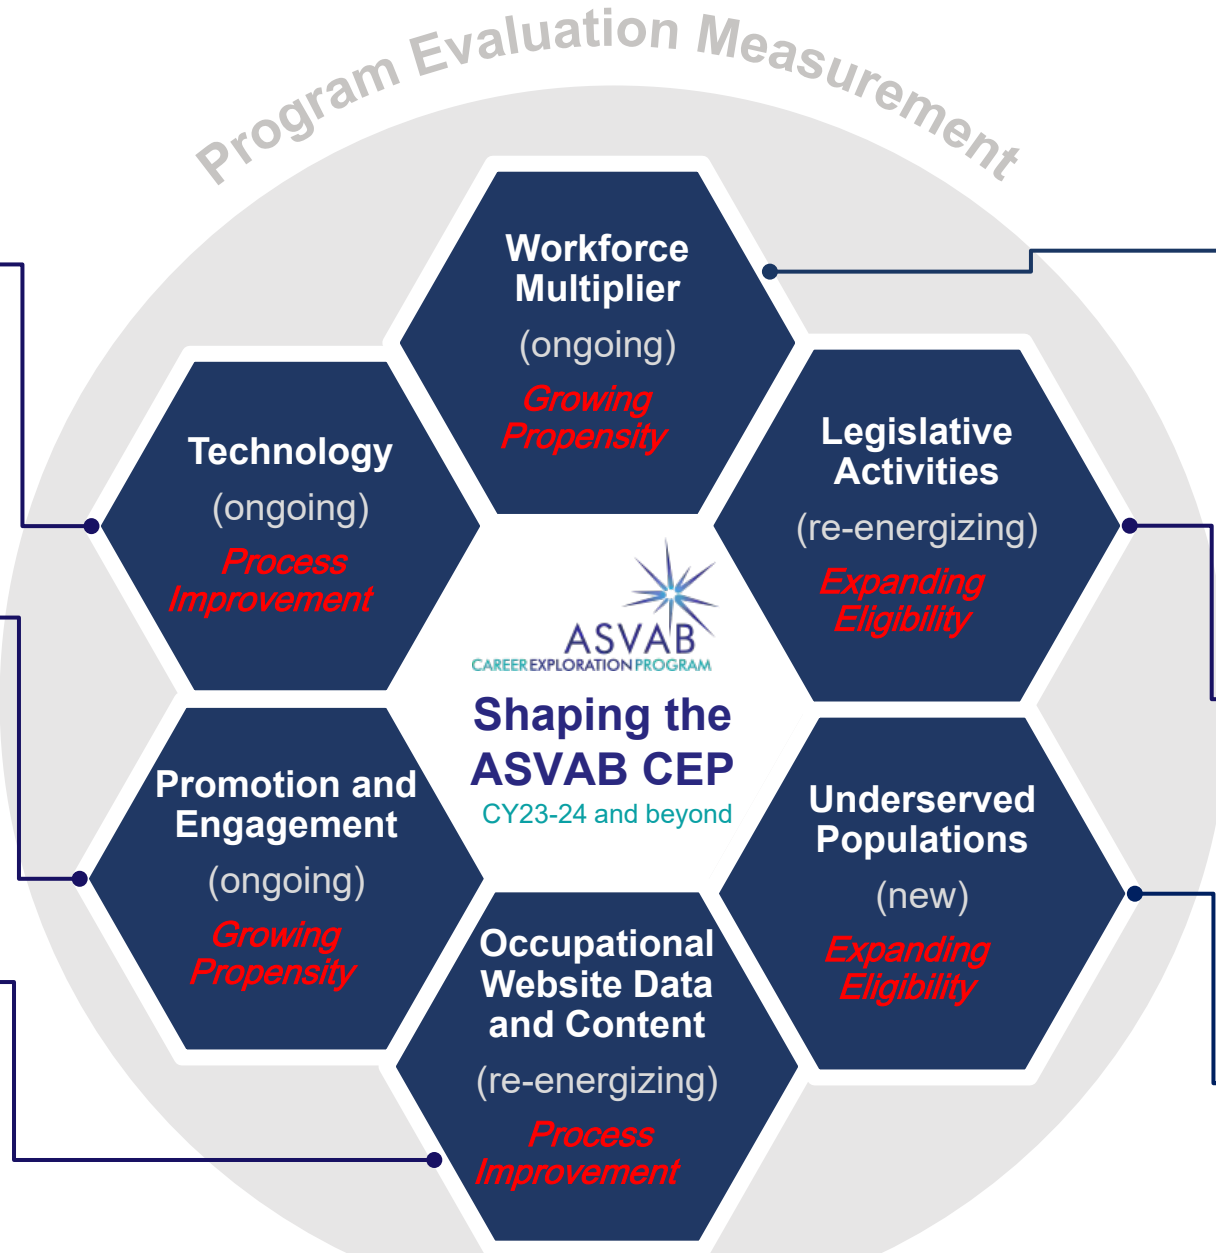 Program Evaluation Measurement
Workforce
Multiplier
(ongoing)
Growing
Propensity
Legislative
Activities
(re-energizing)
Expanding
Eligibility
Underserved
Populations
(new)
Expanding
Eligibility
Occupational
Website Data
and Content
(re-energizing)
Process
Improvement
Promotion and
Engagement
(ongoing)
Growing
Propensity
Technology
(ongoing)
Process
Improvement
ASVAB
CAREER EXPLORATION PROGRAM
Shaping the
ASVAB CEP
CY23-24 and beyond